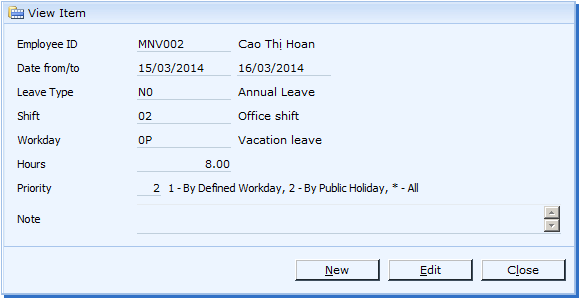 View Item
Employee ID MNV002 Cao Thị Hoan
Date from/to 15/03/2014 16/03/2014
Leave Type N0 Annual Leave
Shift 02 Office shift
Workday 0P Vacation leave
Hours 8.00
Priority 2 1 - By Defined Workday, 2 - By Public Holiday, * - All
Note
New Edit Close